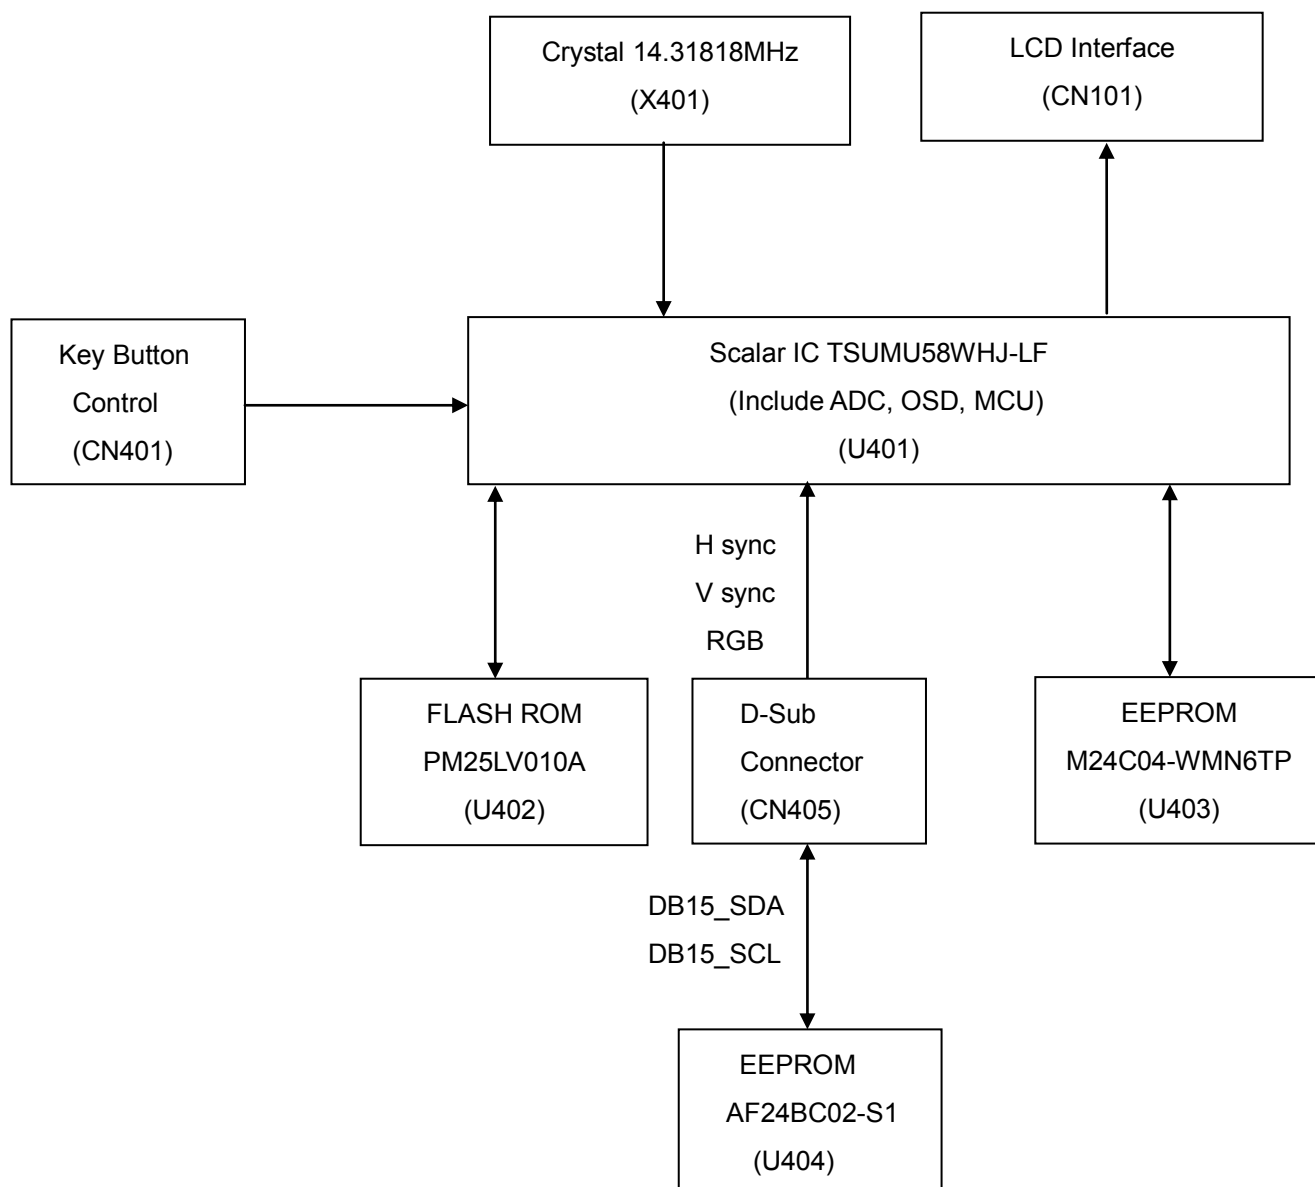 Crystal 14.31818MHz
(X401)
LCD Interface
(CN101)
Key Button
Control
(CN401)
Scalar IC TSUMU58WHJ-LF
(Include ADC, OSD, MCU)
(U401)
H sync
V sync
RGB
FLASH ROM
PM25LV010A
(U402)
D-Sub
Connector
(CN405)
EEPROM
M24C04-WMN6TP
(U403)
DB15_SDA
DB15_SCL
EEPROM
AF24BC02-S1
(U404)